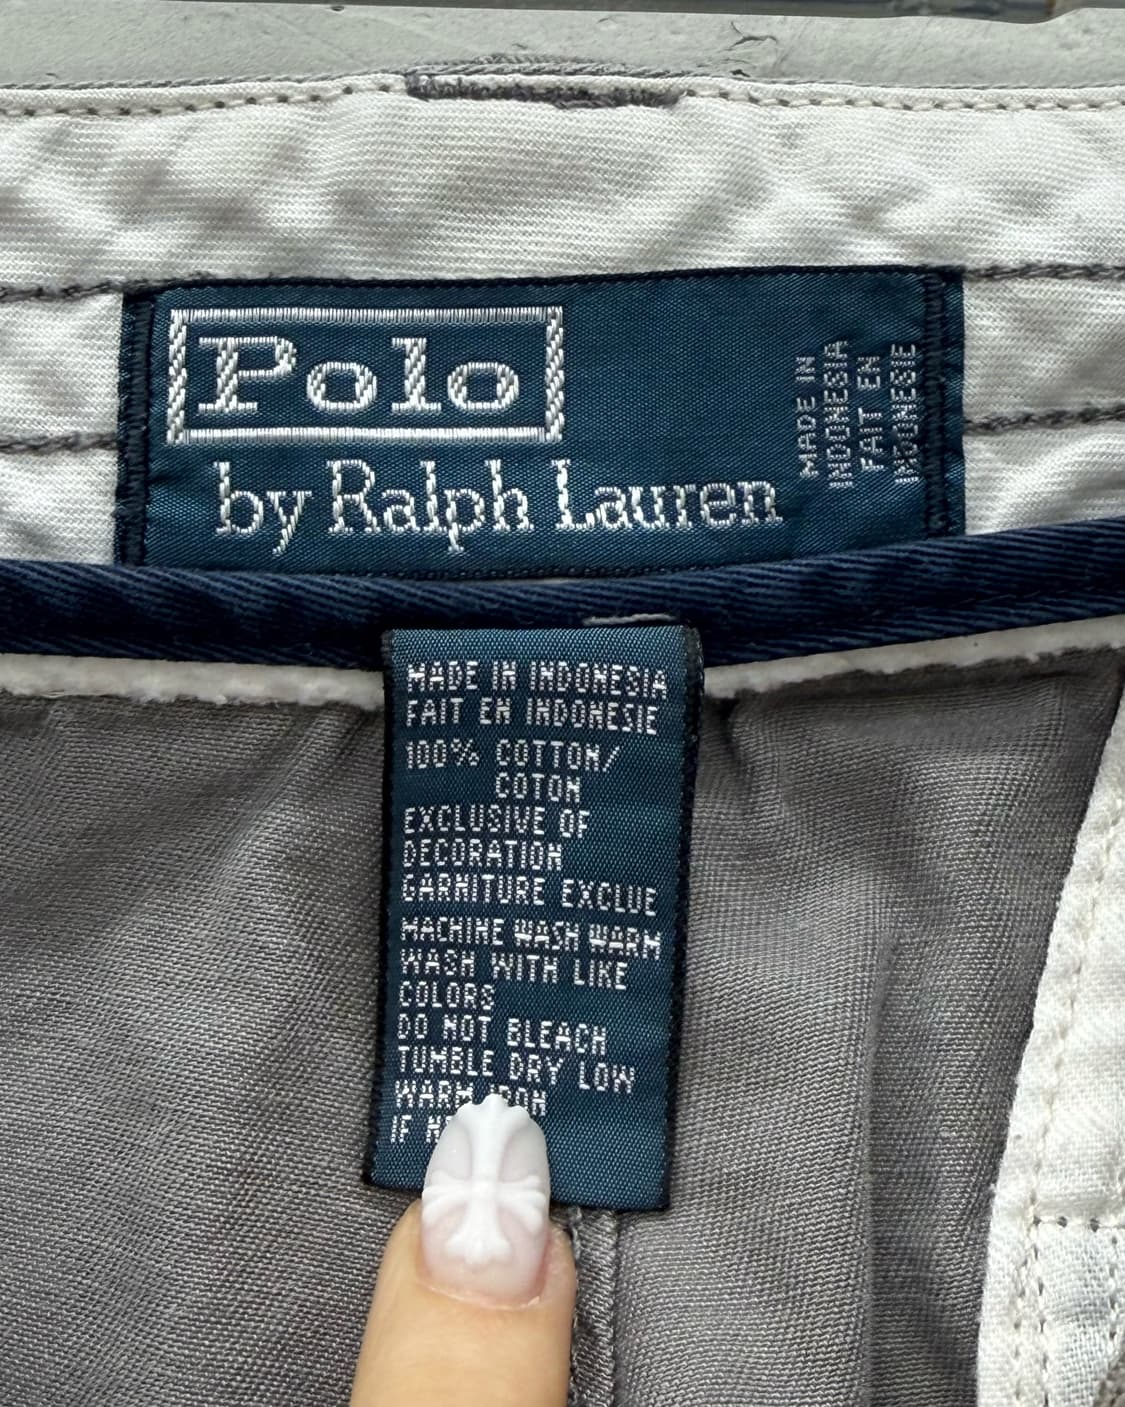 Polo
by Ralph Lauren
MADE IN
INDONESIA
FAIT EN
INDONESIE
MADE IN INDONESIA
FAIT EN INDONESIE
100% COTTON/
COTON
EXCLUSIVE OF
DECORATION
GARNITURE EXCLUE
MACHINE WASH WARM
WASH WITH LIKE
COLORS
DO NOT BLEACH
TUMBLE DRY LOW
WARM IRON
IF